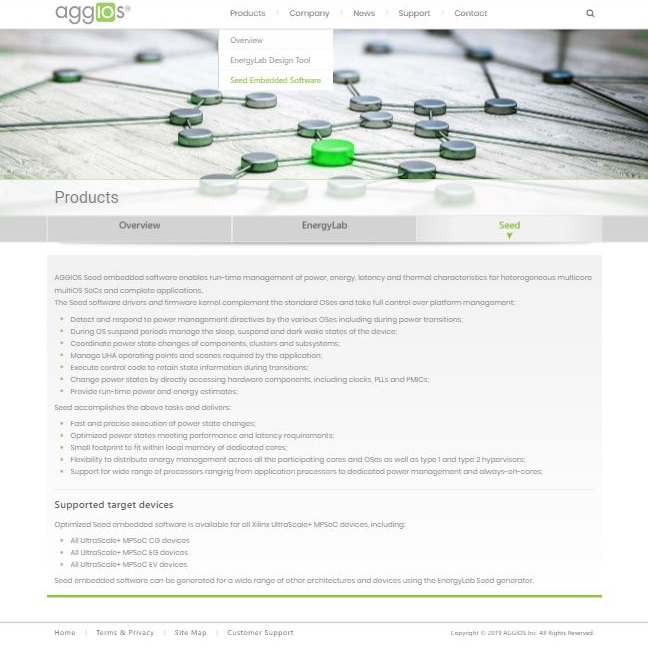 aggios®
Products Company News Support Contact
Overview
EnergyLab Design Tool
Seed Embedded Software
Products
Overview EnergyLab Seed
AGGIOS Seed embedded software enables run-time management of power, energy, latency and thermal characteristics for heterogeneous multicore
multiOS SoCs and complete applications.
The Seed software drivers and firmware kernel complement the standard OSes and take full control over platform management:
Detect and respond to power management directives by the various OSes including during power transitions;
During OS suspend periods manage the sleep, suspend and dark wake states of the device;
Coordinate power state changes of components, clusters and subsystems;
Manage UHA operating points and scenes required by the application;
Execute control code to retain state information during transitions;
Change power states by directly accessing hardware components, including clocks, PLLs and PMICs;
Provide run-time power and energy estimates;
Seed accomplishes the above tasks and delivers:
Fast and precise execution of power state changes;
Optimized power states meeting performance and latency requirements;
Small footprint to fit within local memory of dedicated cores;
Flexibility to distribute energy management across all the participating cores and OSes as well as type 1 and type 2 hypervisors;
Support for wide range of processors ranging from application processors to dedicated power management and always-on-cores;
Supported target devices
Optimized Seed embedded software is available for all Xilinx UltraScale+ MPSoC devices, including:
All UltraScale+ MPSoC CG devices
All UltraScale+ MPSoC EG devices
All UltraScale+ MPSoC EV devices
Seed embedded software can be generated for a wide range of other architectures and devices using the EnergyLab Seed generator.
Home | Terms & Privacy | Site Map | Customer Support Copyright © 2019 AGGIOS Inc. All Rights Reserved.